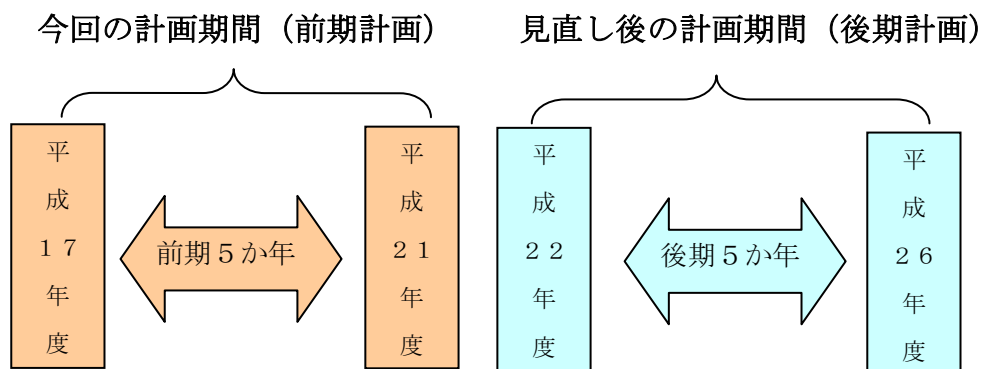 今回の計画期間（前期計画）
見直し後の計画期間（後期計画）
平成１７年度
前期５か年
平成２１年度
平成２２年度
後期５か年
平成２６年度